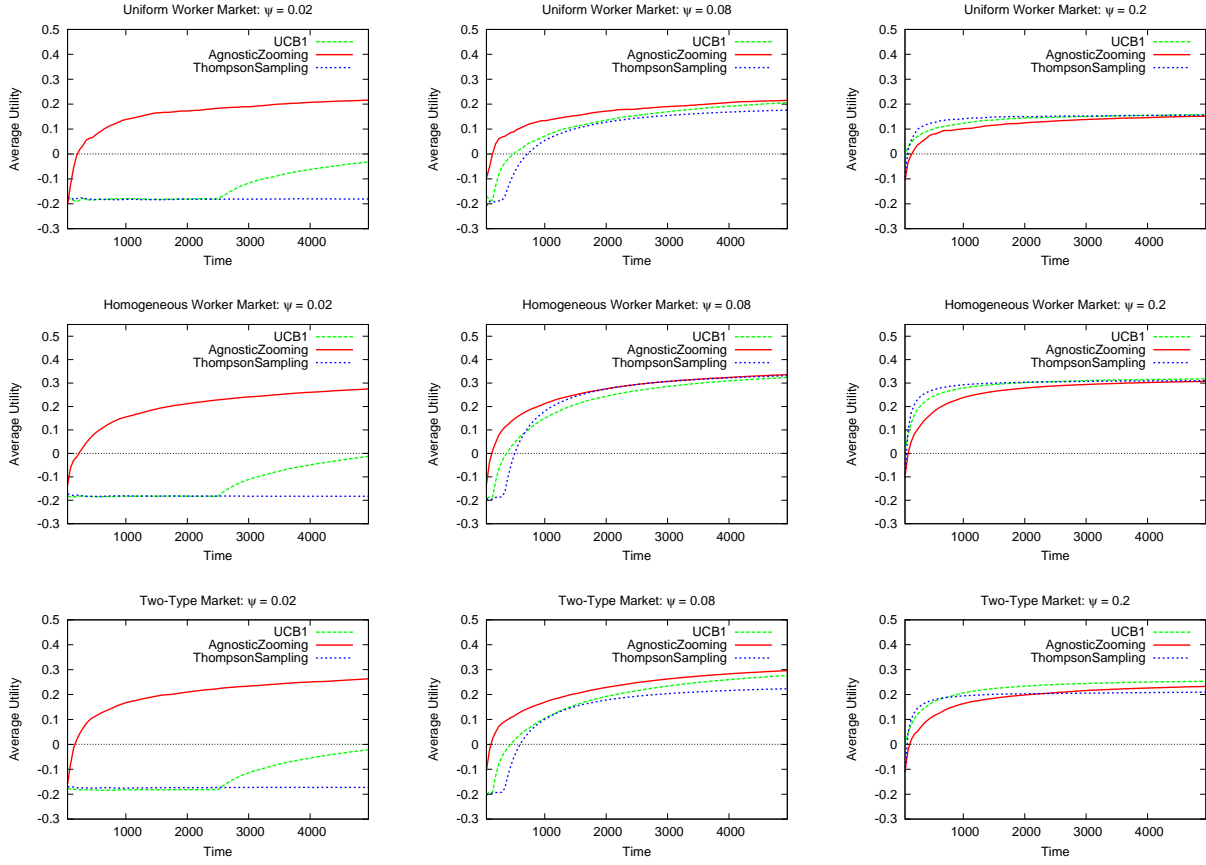 Uniform Worker Market: ψ = 0.02
0.5
0.4
0.3
0.2
0.1
0
-0.1
-0.2
-0.3
Average Utility
UCB1
AgnosticZooming
ThompsonSampling
1000 2000 3000 4000
Time
Uniform Worker Market: ψ = 0.08
0.5
0.4
0.3
0.2
0.1
0
-0.1
-0.2
-0.3
Average Utility
UCB1
AgnosticZooming
ThompsonSampling
1000 2000 3000 4000
Time
Uniform Worker Market: ψ = 0.2
0.5
0.4
0.3
0.2
0.1
0
-0.1
-0.2
-0.3
Average Utility
UCB1
AgnosticZooming
ThompsonSampling
1000 2000 3000 4000
Time
Homogeneous Worker Market: ψ = 0.02
0.5
0.4
0.3
0.2
0.1
0
-0.1
-0.2
-0.3
Average Utility
UCB1
AgnosticZooming
ThompsonSampling
1000 2000 3000 4000
Time
Homogeneous Worker Market: ψ = 0.08
0.5
0.4
0.3
0.2
0.1
0
-0.1
-0.2
-0.3
Average Utility
UCB1
AgnosticZooming
ThompsonSampling
1000 2000 3000 4000
Time
Homogeneous Worker Market: ψ = 0.2
0.5
0.4
0.3
0.2
0.1
0
-0.1
-0.2
-0.3
Average Utility
UCB1
AgnosticZooming
ThompsonSampling
1000 2000 3000 4000
Time
Two-Type Market: ψ = 0.02
0.5
0.4
0.3
0.2
0.1
0
-0.1
-0.2
-0.3
Average Utility
UCB1
AgnosticZooming
ThompsonSampling
1000 2000 3000 4000
Time
Two-Type Market: ψ = 0.08
0.5
0.4
0.3
0.2
0.1
0
-0.1
-0.2
-0.3
Average Utility
UCB1
AgnosticZooming
ThompsonSampling
1000 2000 3000 4000
Time
Two-Type Market: ψ = 0.2
0.5
0.4
0.3
0.2
0.1
0
-0.1
-0.2
-0.3
Average Utility
UCB1
AgnosticZooming
ThompsonSampling
1000 2000 3000 4000
Time